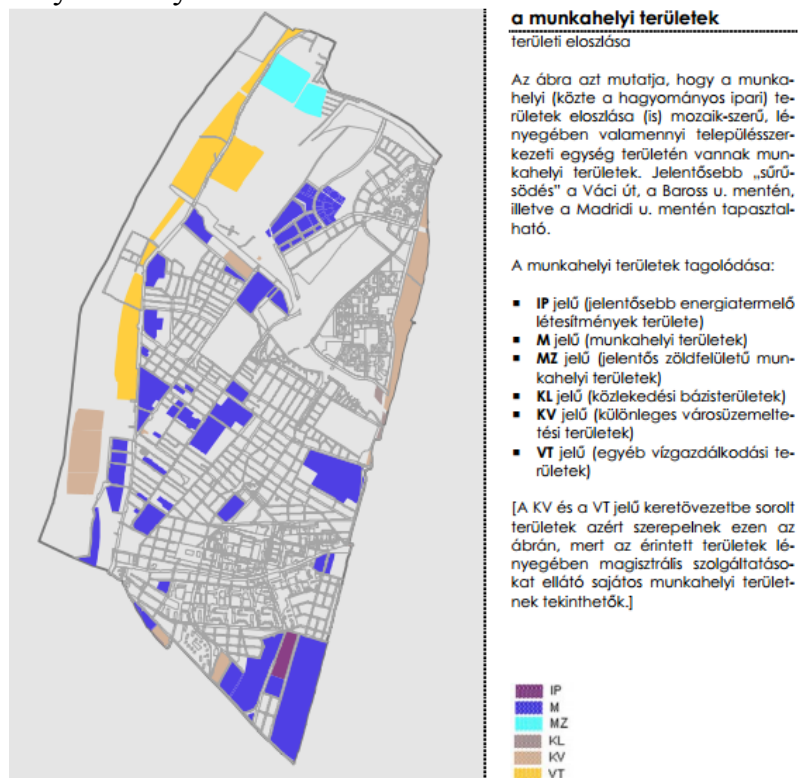 a munkahelyi területek
területi eloszlása
Az ábra azt mutatja, hogy a munka-
helyi (közte a hagyományos ipari) te-
rületek eloszlása (is) mozaik-szerű, lé-
nyegében valamennyi településszer-
kezeti egység területén vannak mun-
kahelyi területek. Jelentősebb „sűrű-
södés” a Váci út, a Baross u. mentén,
illetve a Madridi u. mentén tapasztal-
ható.
A munkahelyi területek tagolódása:
▪ IP jelű (jelentősebb energiatermelő
létesítmények területe)
▪ M jelű (munkahelyi területek)
▪ MZ jelű (jelentős zöldfelületű mun-
kahelyi területek)
▪ KL jelű (közlekedési bázisterületek)
▪ KV jelű (különleges városüzemelte-
tési területek)
▪ VT jelű (egyéb vízgazdálkodási te-
rületek)
[A KV és a VT jelű keretövezetbe sorolt
területek azért szerepelnek ezen az
ábrán, mert az érintett területek lé-
nyegében magisztrális szolgáltatáso-
kat ellátó sajátos munkahelyi terület-
nek tekinthetők.]
IP
M
MZ
KL
KV
VT